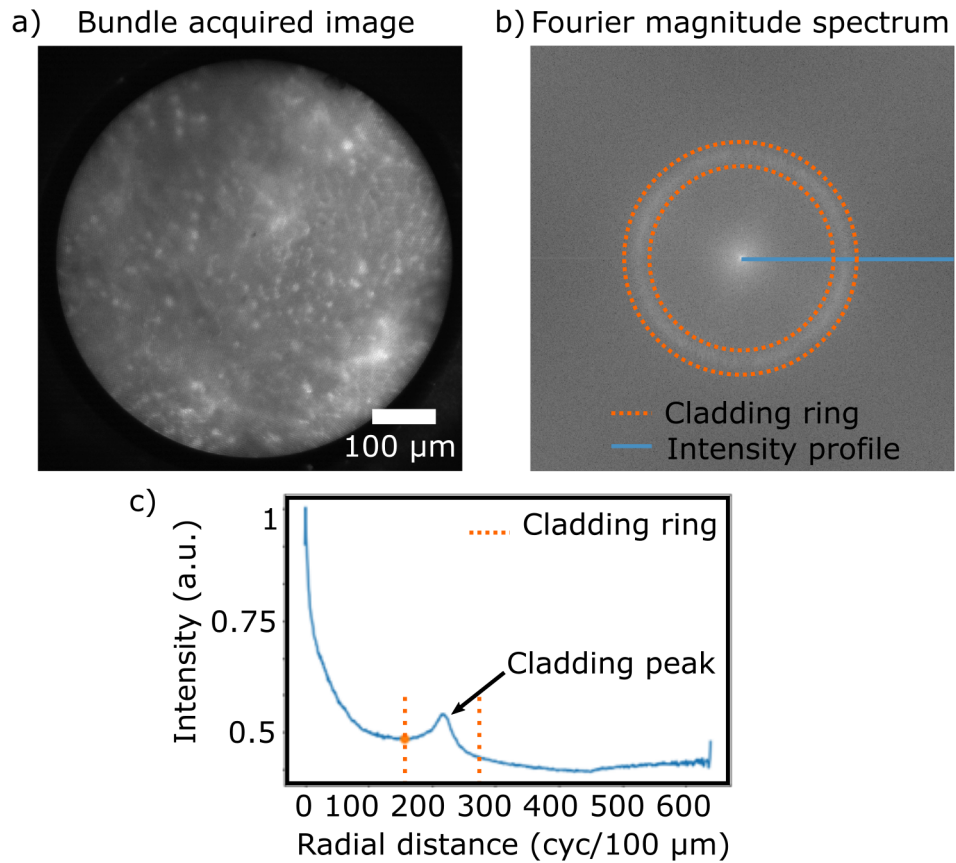 a) Bundle acquired image
b) Fourier magnitude spectrum
100 µm
Cladding ring
Intensity profile
c)
Cladding ring
Cladding peak
Intensity (a.u.)
1
0.75
0.5
0 100 200 300 400 500 600
Radial distance (cyc/100 µm)